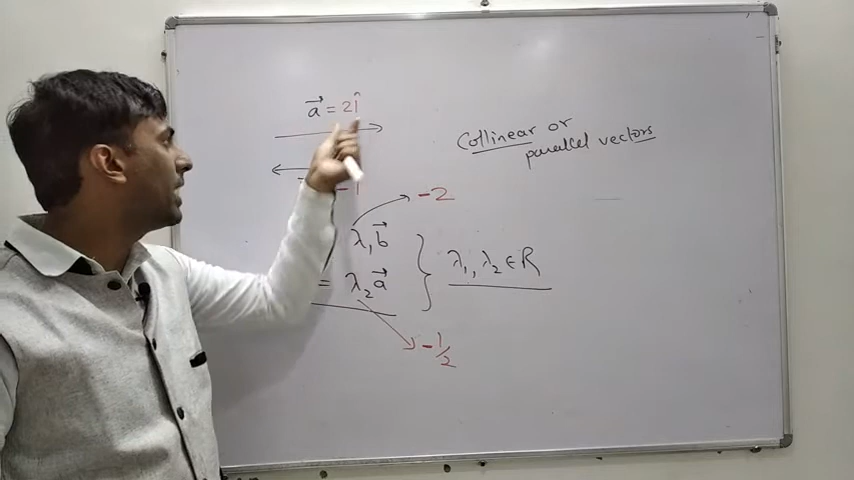 a⃗ = 2î
Collinear or
parallel vectors
-2
λ₁b⃗
= λ₂a⃗
λ₁, λ₂ ∈ R
-1/2